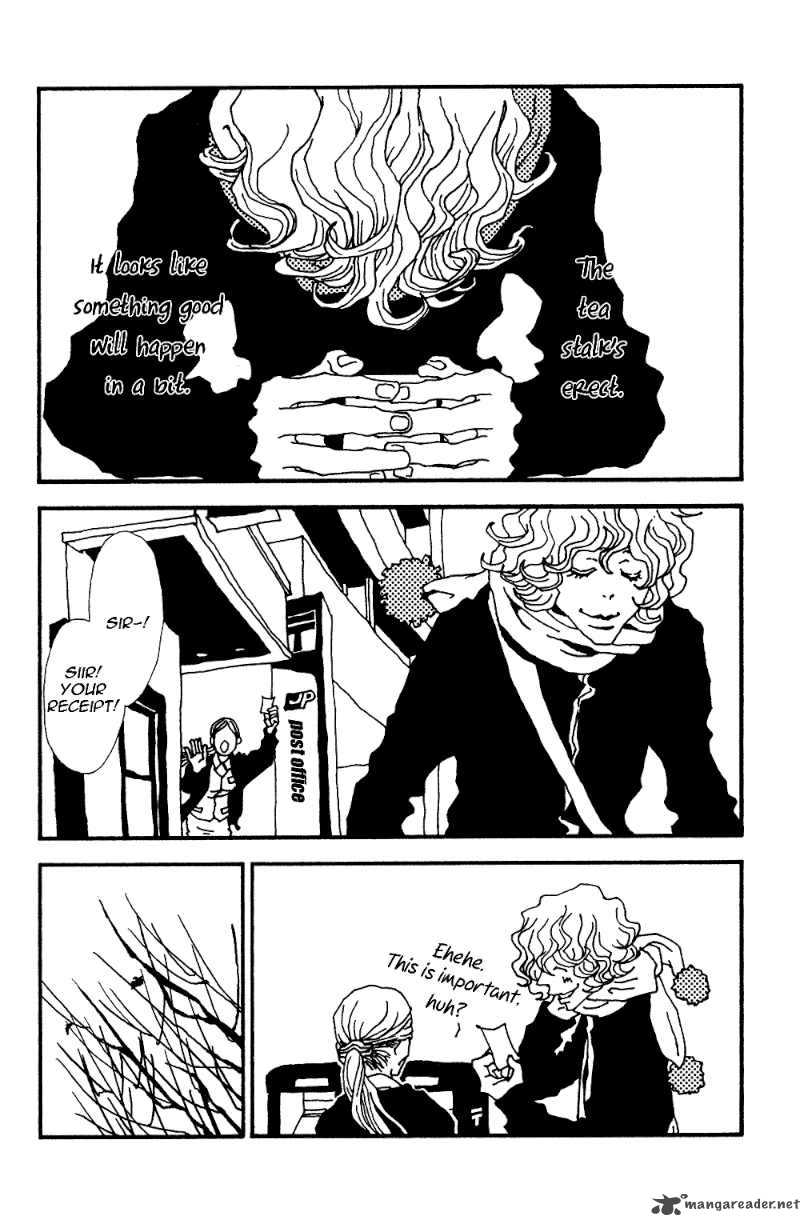 The
tea
stalk's
erect.
It looks like
something good
will happen
in a bit.
SIR~!
SIIR!
YOUR
RECEIPT!
JP
post office
Ehehe.
This is important,
huh?
mangareader.net